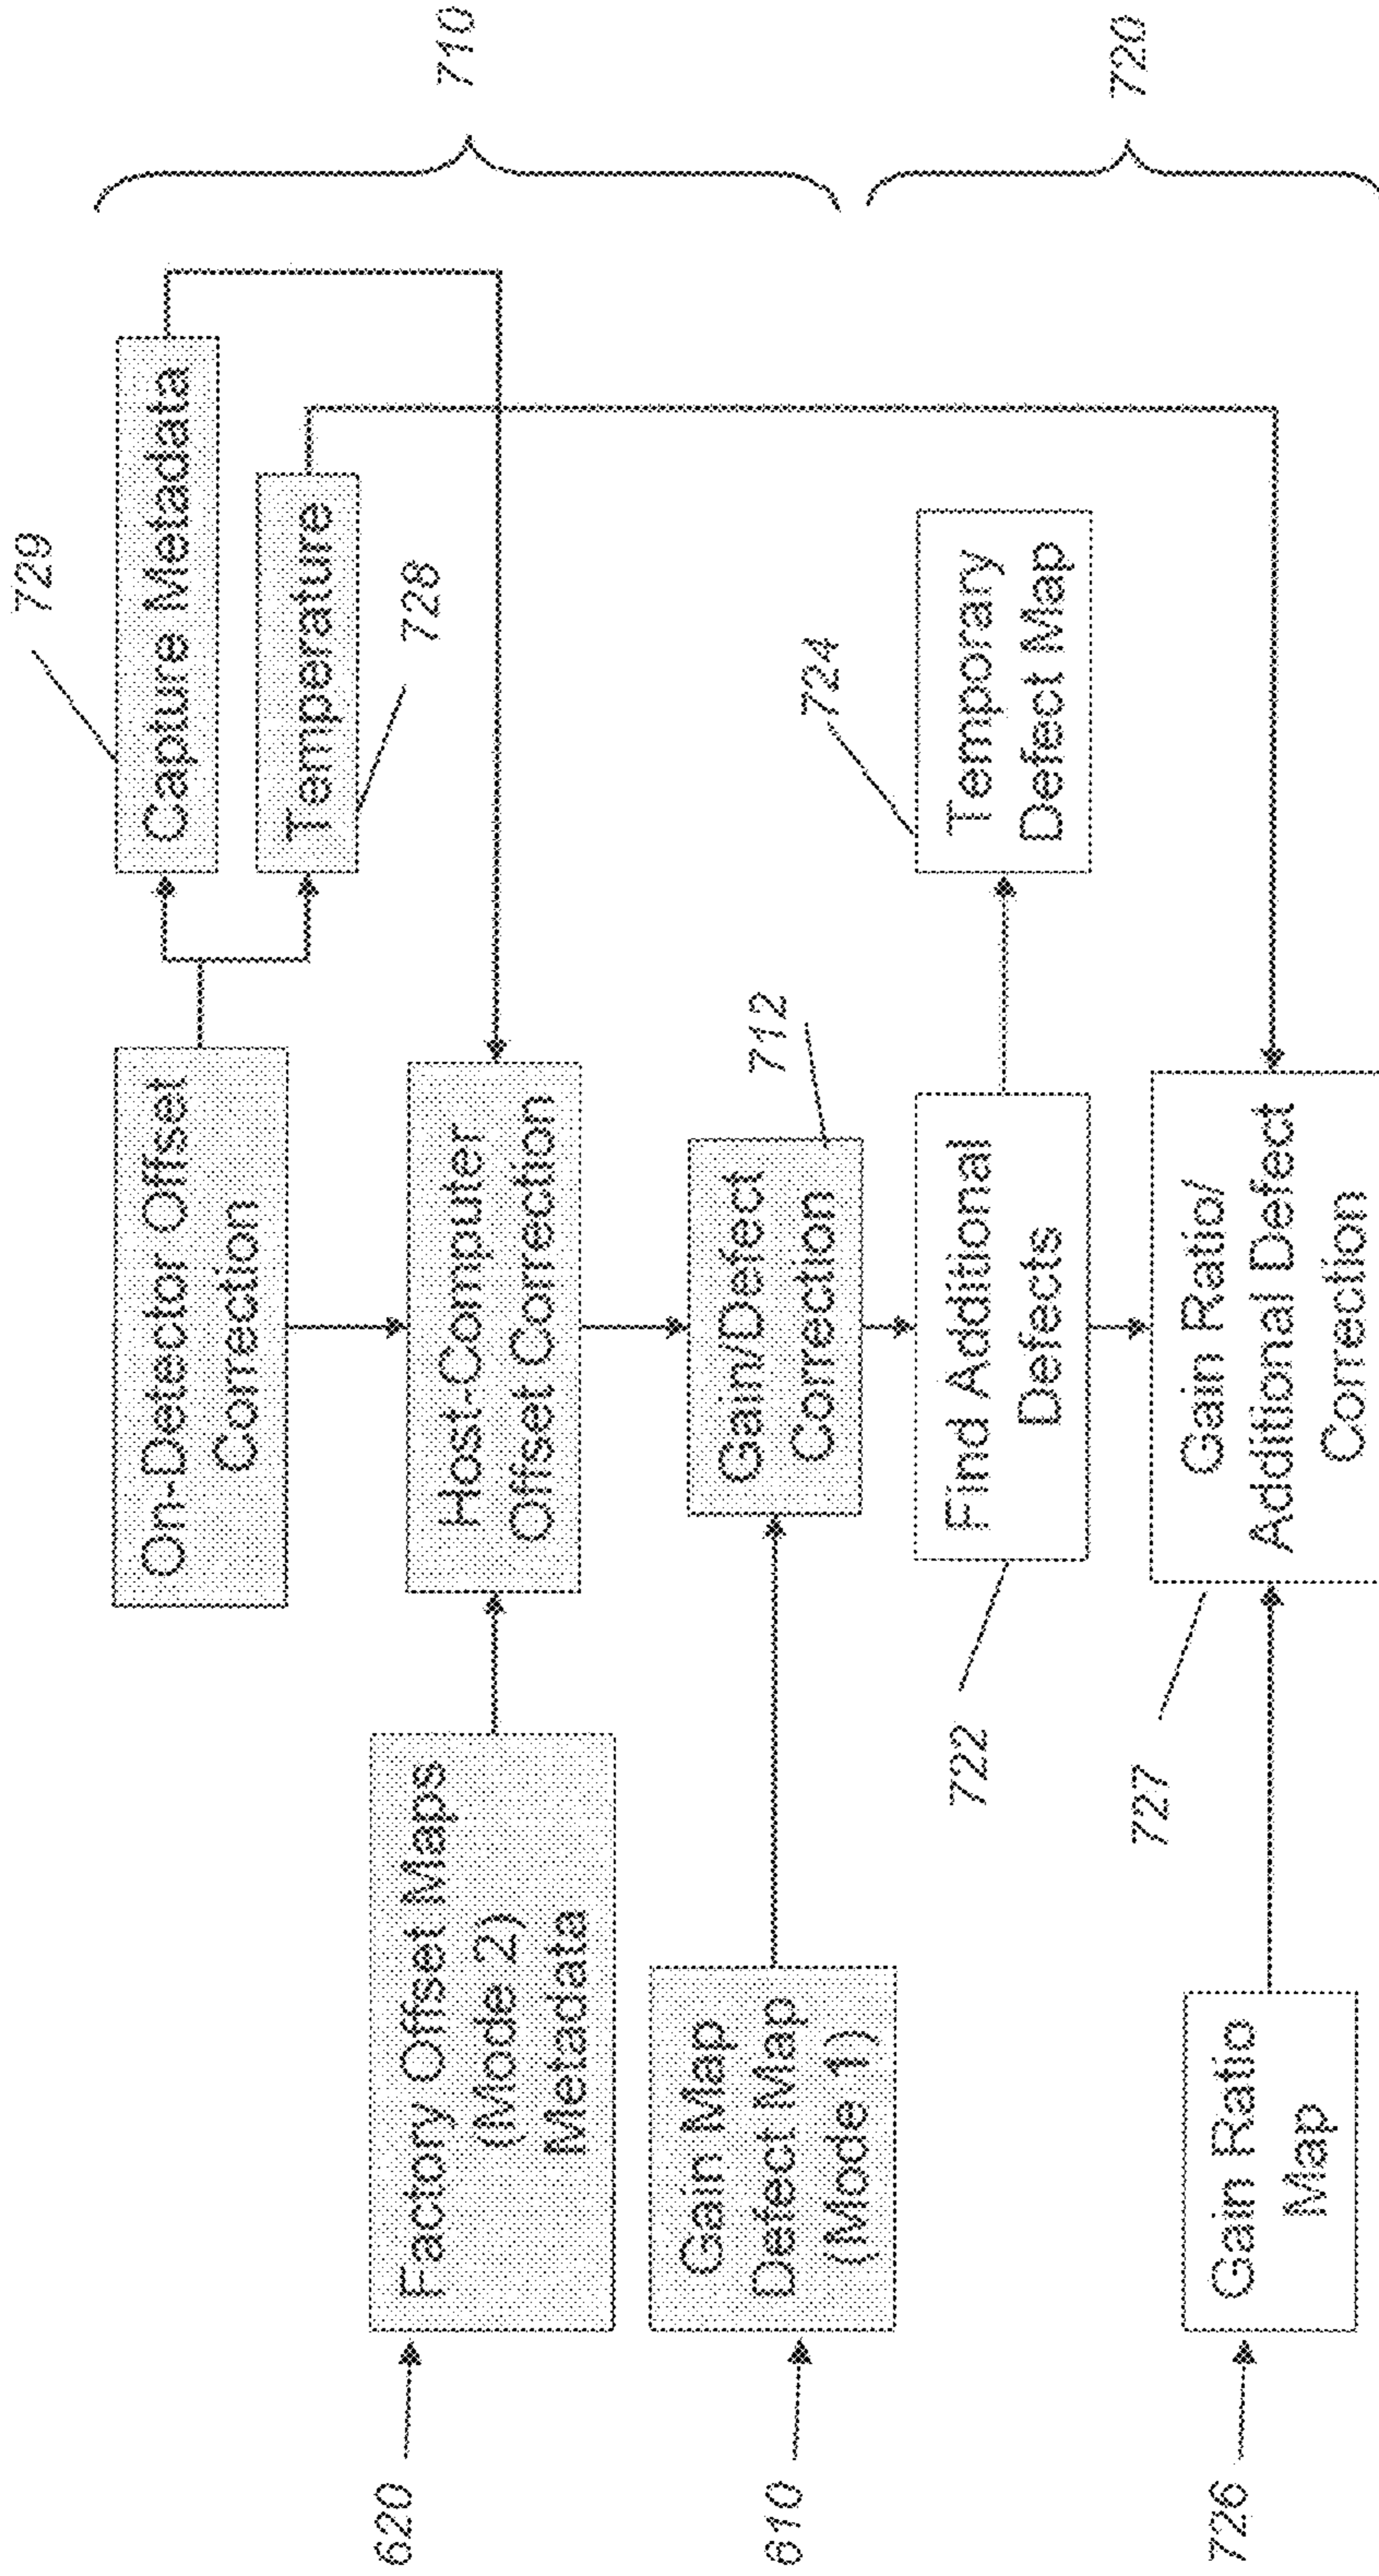 On-Detector Offset
Correction
729
Capture Metadata
Temperature
728
710
620
Factory Offset Maps
(Mode 2)
Metadata
Host-Computer
Offset Correction
610
Gain Map
Defect Map
(Mode 1)
Gain/Defect
Correction
712
722
Find Additional
Defects
724
Temporary
Defect Map
720
726
Gain Ratio
Map
727
Gain Ratio/
Additional Defect
Correction